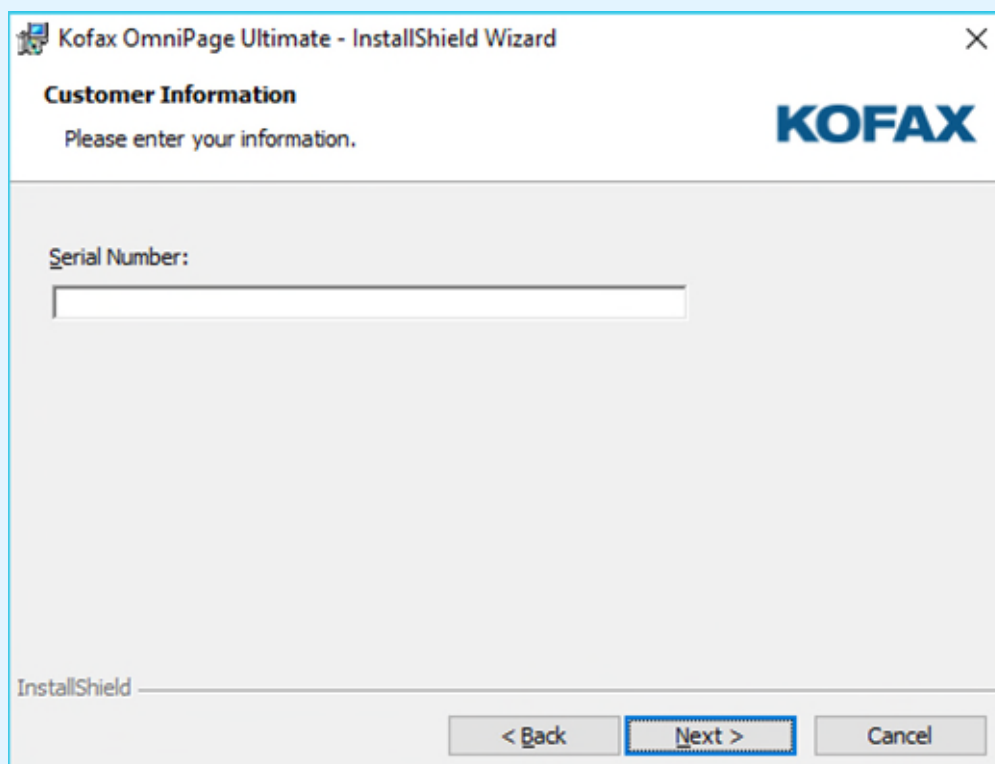 Kofax OmniPage Ultimate - InstallShield Wizard
Customer Information
Please enter your information.
KOFAX
Serial Number:
InstallShield
< Back Next > Cancel